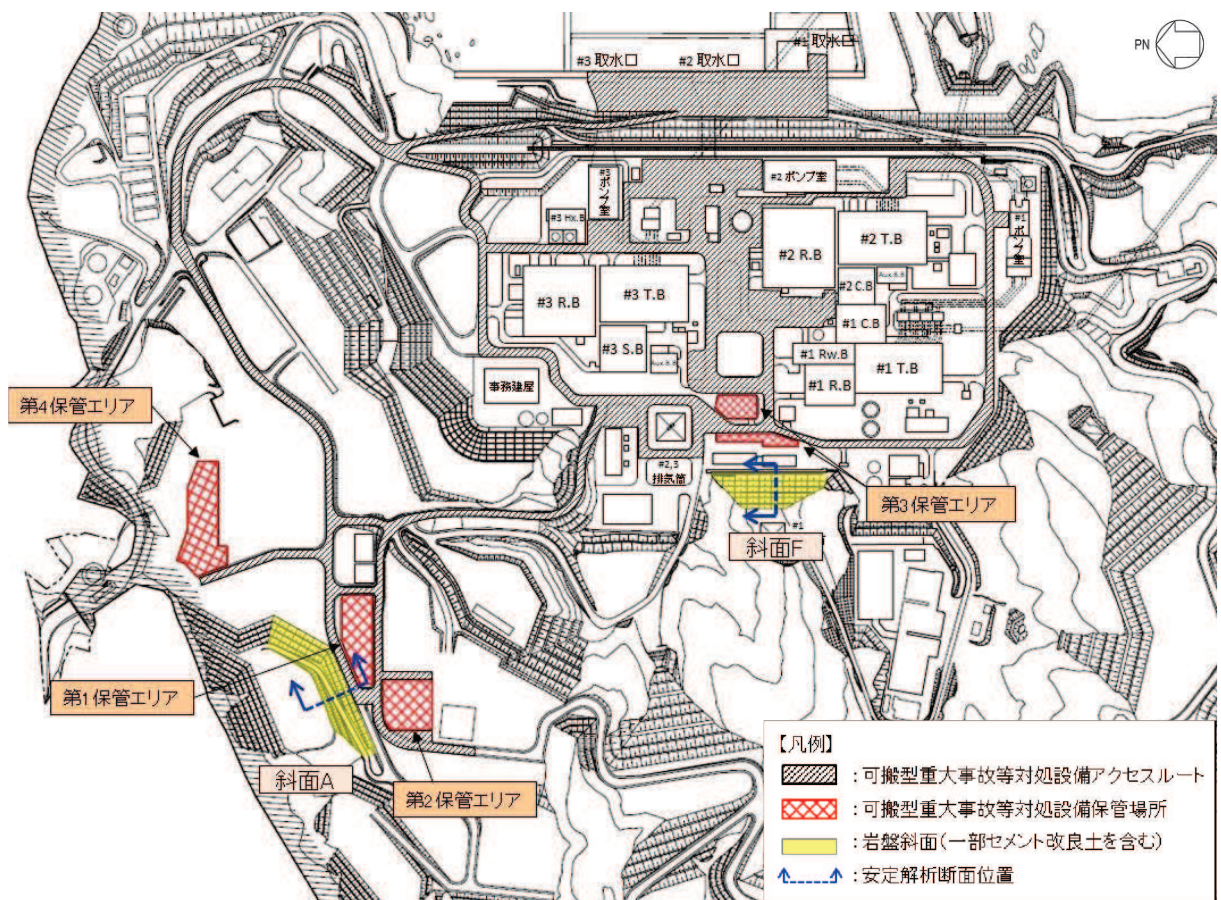 #1 取水口
#3 取水口
#2 取水口
PN
#3
ポンプ室
#2 ポンプ室
#3 Hx.B
#1
ポンプ室
#2 R.B
#2 T.B
#3 R.B
#3 T.B
#2 C.B
Aux.B.B
#1 C.B
#3 S.B
Aux.B.B
#1 Rw.B
#1 T.B
#1 R.B
事務建屋
第4保管エリア
#2,3
排気筒
第3保管エリア
#1
斜面F
第1保管エリア
斜面A
第2保管エリア
【凡例】
:可搬型重大事故等対処設備アクセスルート
:可搬型重大事故等対処設備保管場所
:岩盤斜面(一部セメント改良土を含む)
:安定解析断面位置